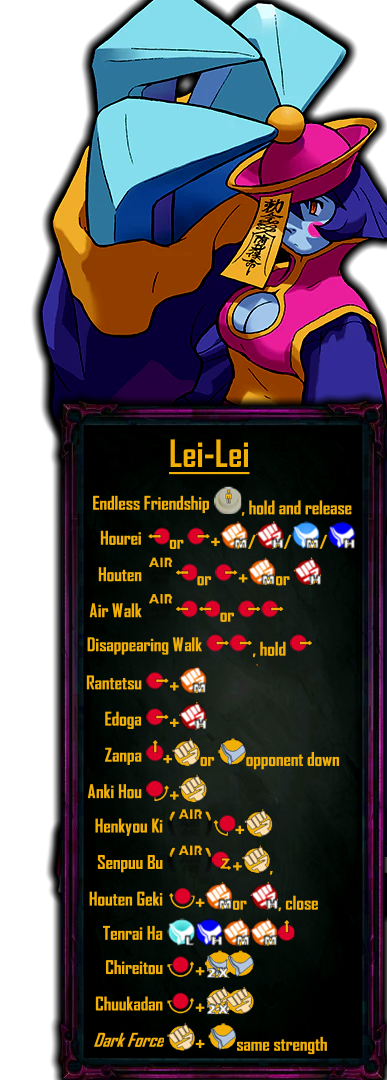 Lei-Lei
Endless Friendship , hold and release
Hourei or + M/H/M/H
Houten AIR or + M or H
Air Walk AIR or
Disappearing Walk , hold
Rantetsu + M
Edoga + H
Zanpa + or opponent down
Anki Hou +
Henkyou Ki (AIR) +
Senpuu Bu (AIR) Z + ,
Houten Geki + M or H , close
Tenrai Ha L H M M
Chireitou + 2X
Chuukadan + 2X
Dark Force + same strength